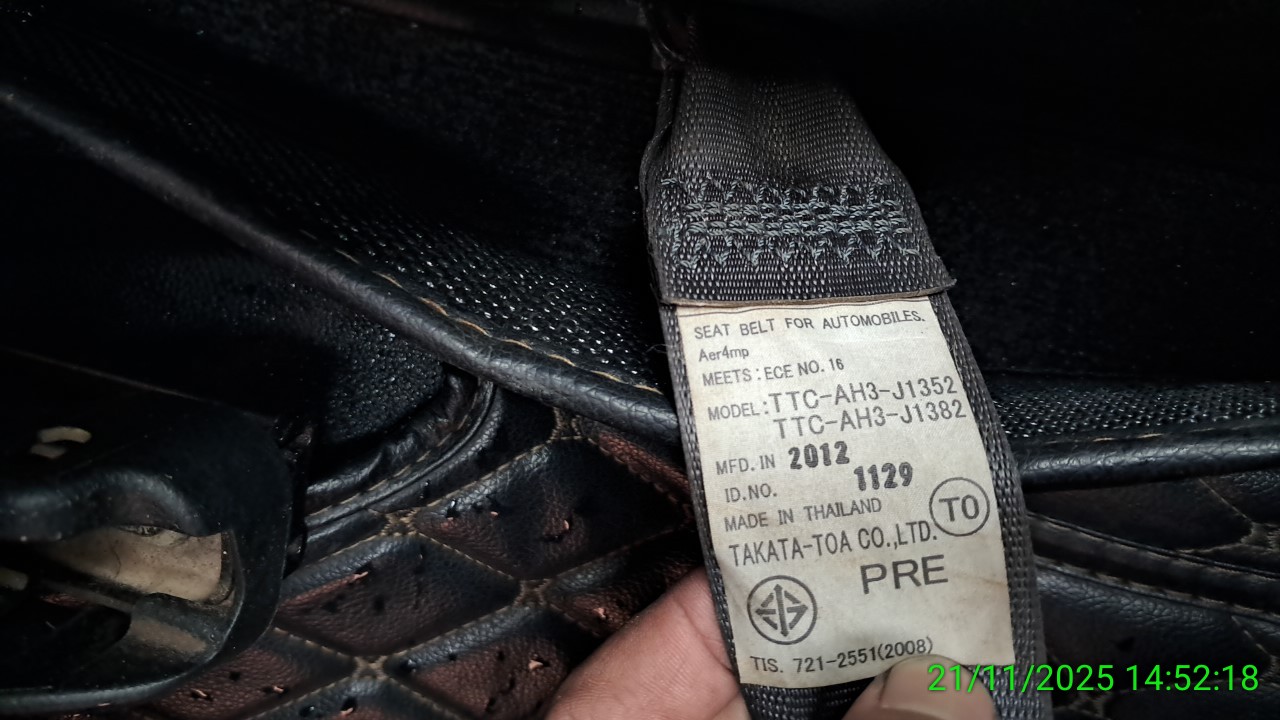 SEAT BELT FOR AUTOMOBILES.
Aer4mp
MEETS : ECE NO. 16
MODEL : TTC-AH3-J1352
TTC-AH3-J1382
MFD. IN 2012
ID. NO. 1129
MADE IN THAILAND
TO
TAKATA-TOA CO.,LTD.
PRE
TIS. 721-2551(2008)
21/11/2025 14:52:18